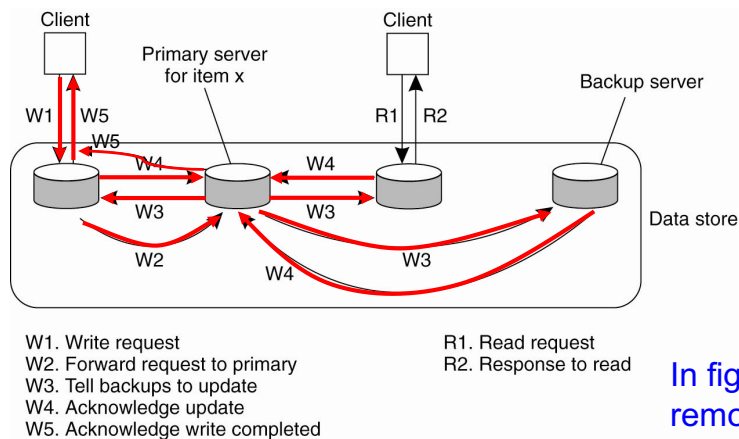 Client
Client
Primary server
for item x
Backup server
W1
W5
R1
R2
W5
W4
W4
W3
W3
Data store
W2
W4
W3
W1. Write request
W2. Forward request to primary
W3. Tell backups to update
W4. Acknowledge update
W5. Acknowledge write completed
R1. Read request
R2. Response to read
In fig
remo